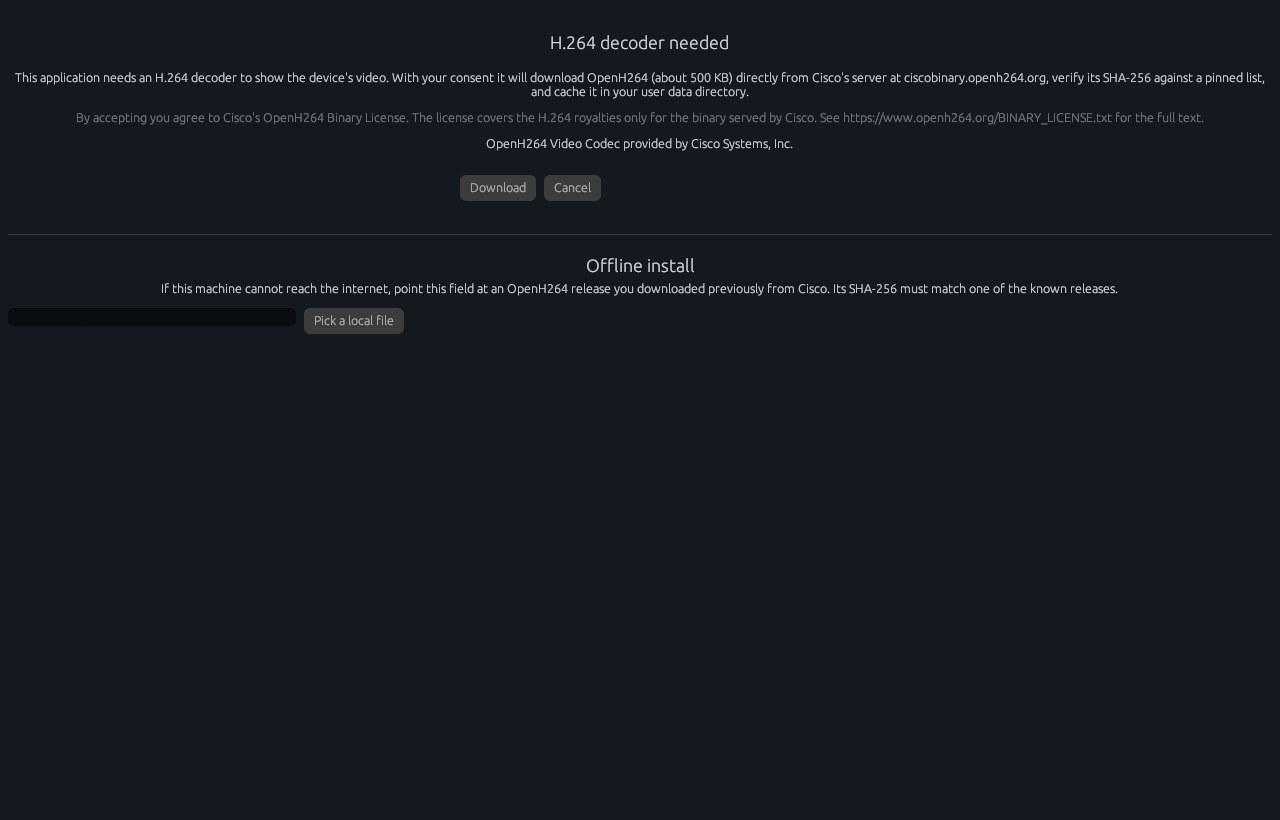 H.264 decoder needed
This application needs an H.264 decoder to show the device's video. With your consent it will download OpenH264 (about 500 KB) directly from Cisco's server at ciscobinary.openh264.org, verify its SHA-256 against a pinned list,
and cache it in your user data directory.
By accepting you agree to Cisco's OpenH264 Binary License. The license covers the H.264 royalties only for the binary served by Cisco. See https://www.openh264.org/BINARY_LICENSE.txt for the full text.
OpenH264 Video Codec provided by Cisco Systems, Inc.
Download Cancel
Offline install
If this machine cannot reach the internet, point this field at an OpenH264 release you downloaded previously from Cisco. Its SHA-256 must match one of the known releases.
Pick a local file